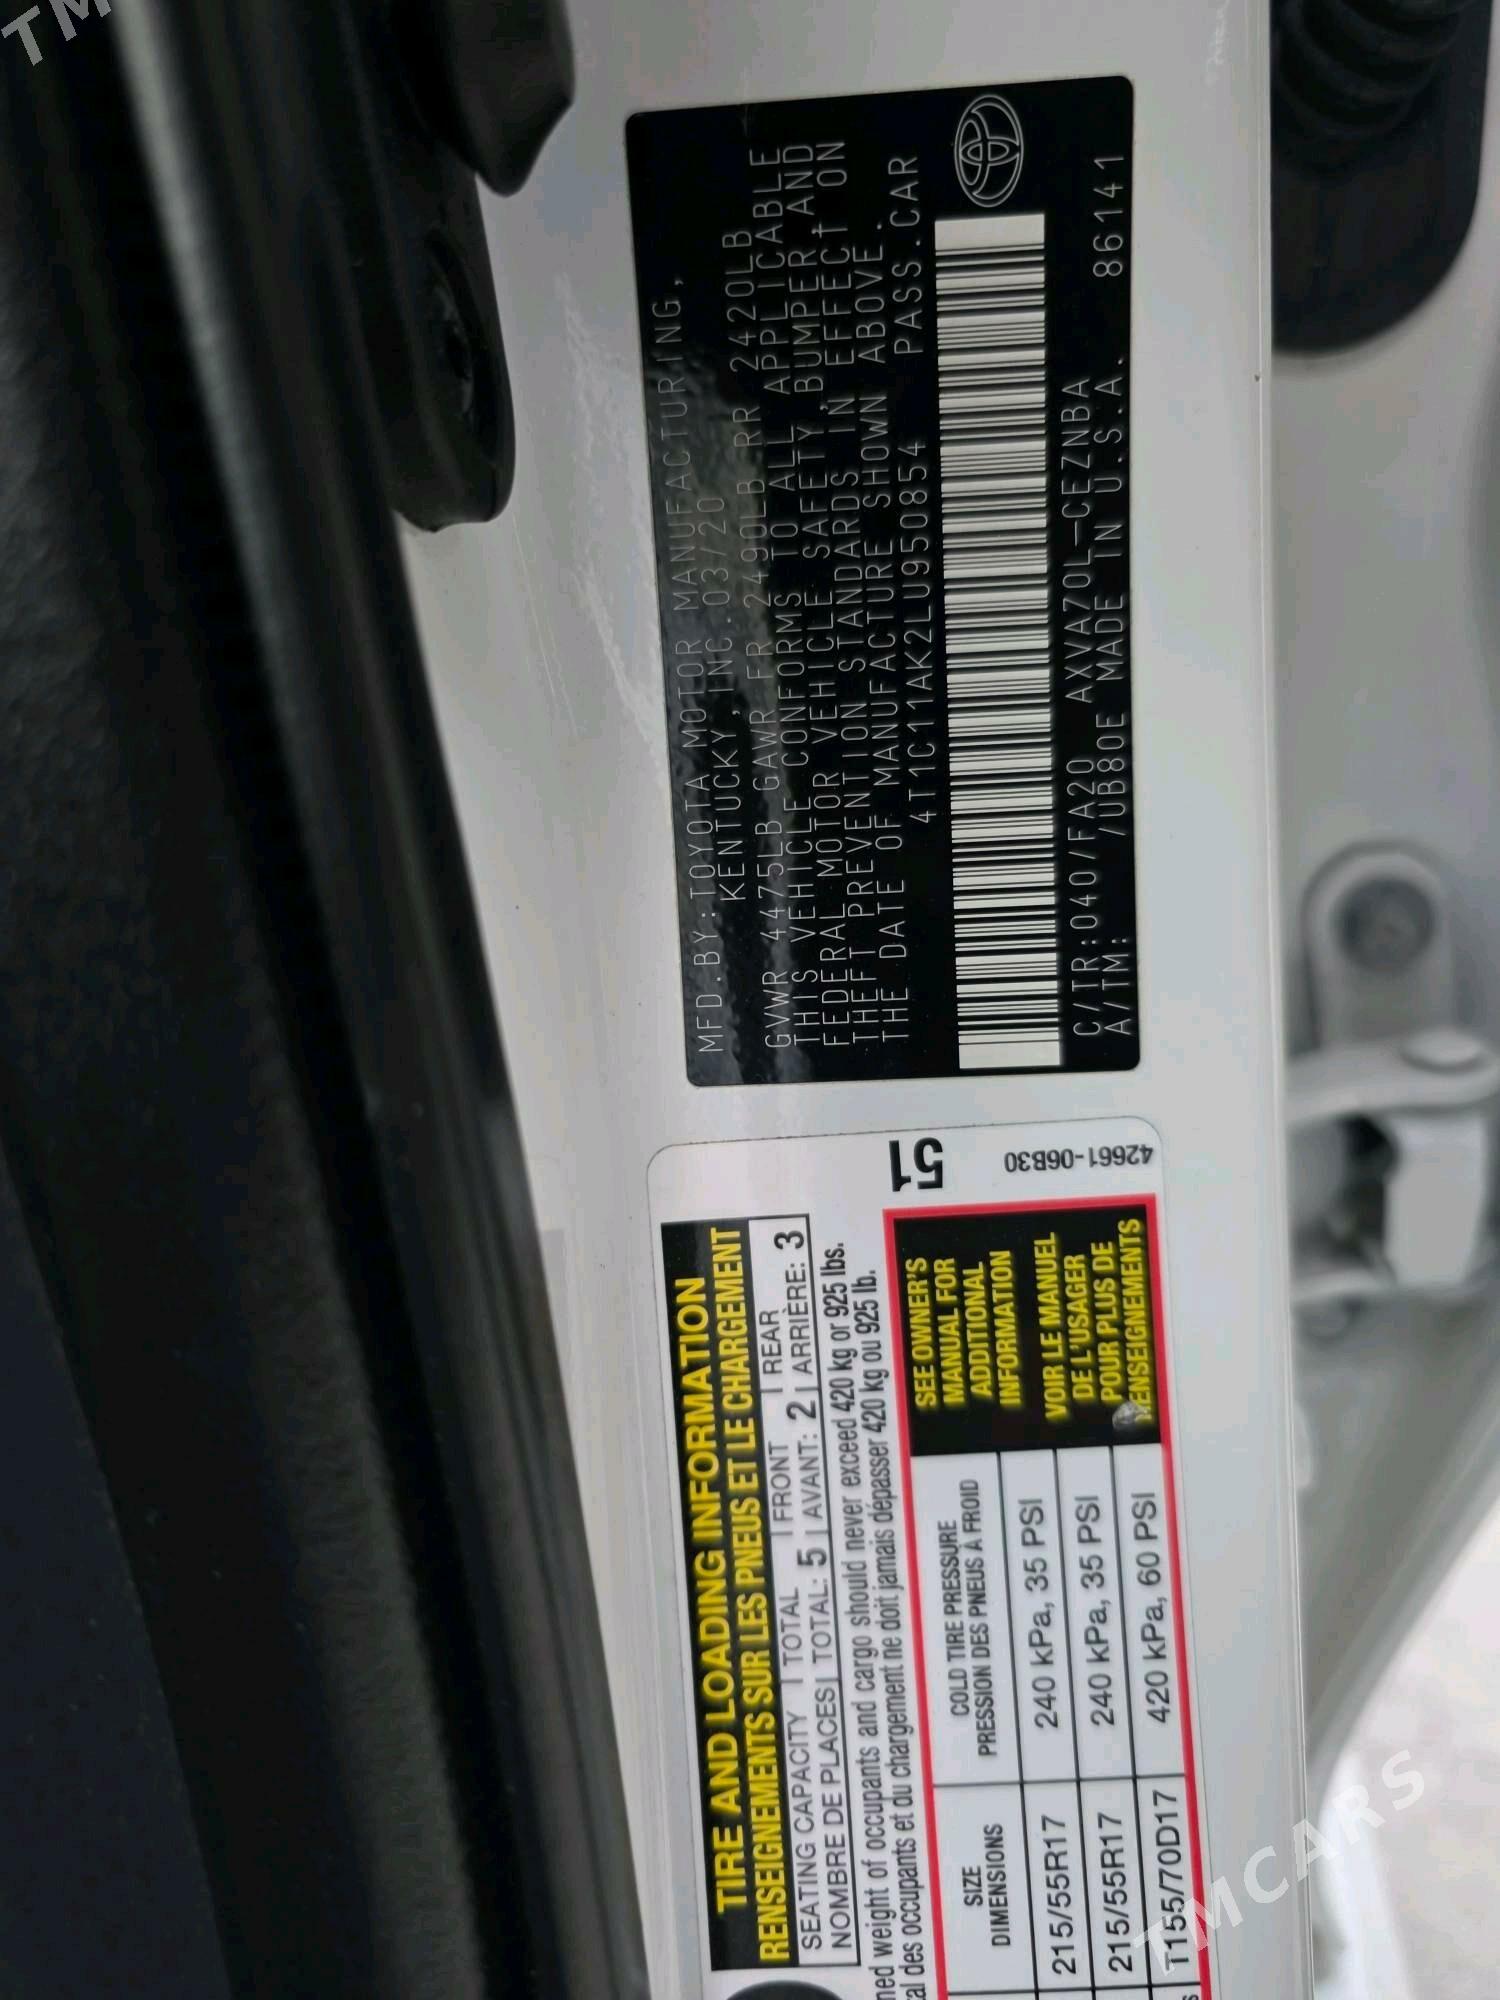 MFD.BY:TOYOTA MOTOR MANUFACTURING,
KENTUCKY,INC.03/20
GVWR 4475LB GAWR FR 2490LB RR 2420LB
THIS VEHICLE CONFORMS TO ALL APPLICABLE
FEDERAL MOTOR VEHICLE SAFETY,BUMPER,AND
THEFT PREVENTION STANDARDS IN EFFECT ON
THE DATE OF MANUFACTURE SHOWN ABOVE.
4T1C11AK2LU950854 PASS.CAR
C/TR:040/FA20 AXVA70L-CEZNBA
A/TM: /UB80E MADE IN U.S.A. 86141
TIRE AND LOADING INFORMATION
RENSEIGNEMENTS SUR LES PNEUS ET LE CHARGEMENT
SEATING CAPACITY TOTAL FRONT REAR
NOMBRE DE PLACES TOTAL: 5 AVANT: 2 ARRIÈRE: 3
weight of occupants and cargo should never exceed 420 kg or 925 lbs.
des occupants et du chargement ne doit jamais dépasser 420 kg ou 925 lb.
51
42661-06B30
SIZE
DIMENSIONS
COLD TIRE PRESSURE
PRESSION DES PNEUS À FROID
215/55R17 240 kPa, 35 PSI
215/55R17 240 kPa, 35 PSI
T155/70D17 420 kPa, 60 PSI
SEE OWNER'S
MANUAL FOR
ADDITIONAL
INFORMATION
VOIR LE MANUEL
DE L'USAGER
POUR PLUS DE
RENSEIGNEMENTS
TMCARS